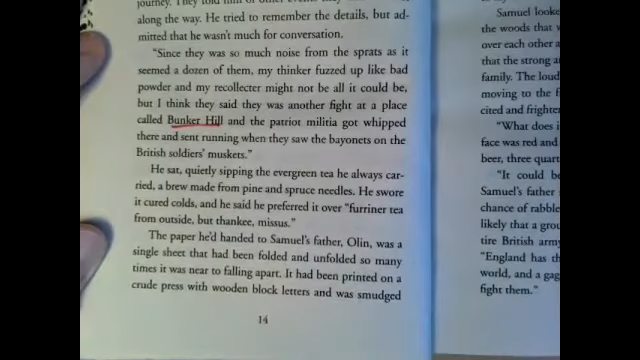 journey. They told him of other events they
along the way. He tried to remember the details, but ad-
mitted that he wasn't much for conversation.
"Since they was so much noise from the sprats as it
seemed a dozen of them, my thinker fuzzed up like bad
powder and my recollecter might not be all it could be,
but I think they said they was another fight at a place
called Bunker Hill and the patriot militia got whipped
there and sent running when they saw the bayonets on the
British soldiers' muskets."
He sat, quietly sipping the evergreen tea he always car-
ried, a brew made from pine and spruce needles. He swore
it cured colds, and he said he preferred it over "furriner tea
from outside, but thankee, missus."
The paper he'd handed to Samuel's father, Olin, was a
single sheet that had been folded and unfolded so many
times it was near to falling apart. It had been printed on a
crude press with wooden block letters and was smudged
14
Samuel looke
the woods that
over each other a
that the strong a
family. The loud
moving to the f
cited and frighten
"What does i
face was red and
beer, three quart
"It could be
Samuel's father
chance of rabble
likely that a grou
tire British army
"England has th
world, and a gag
fight them."